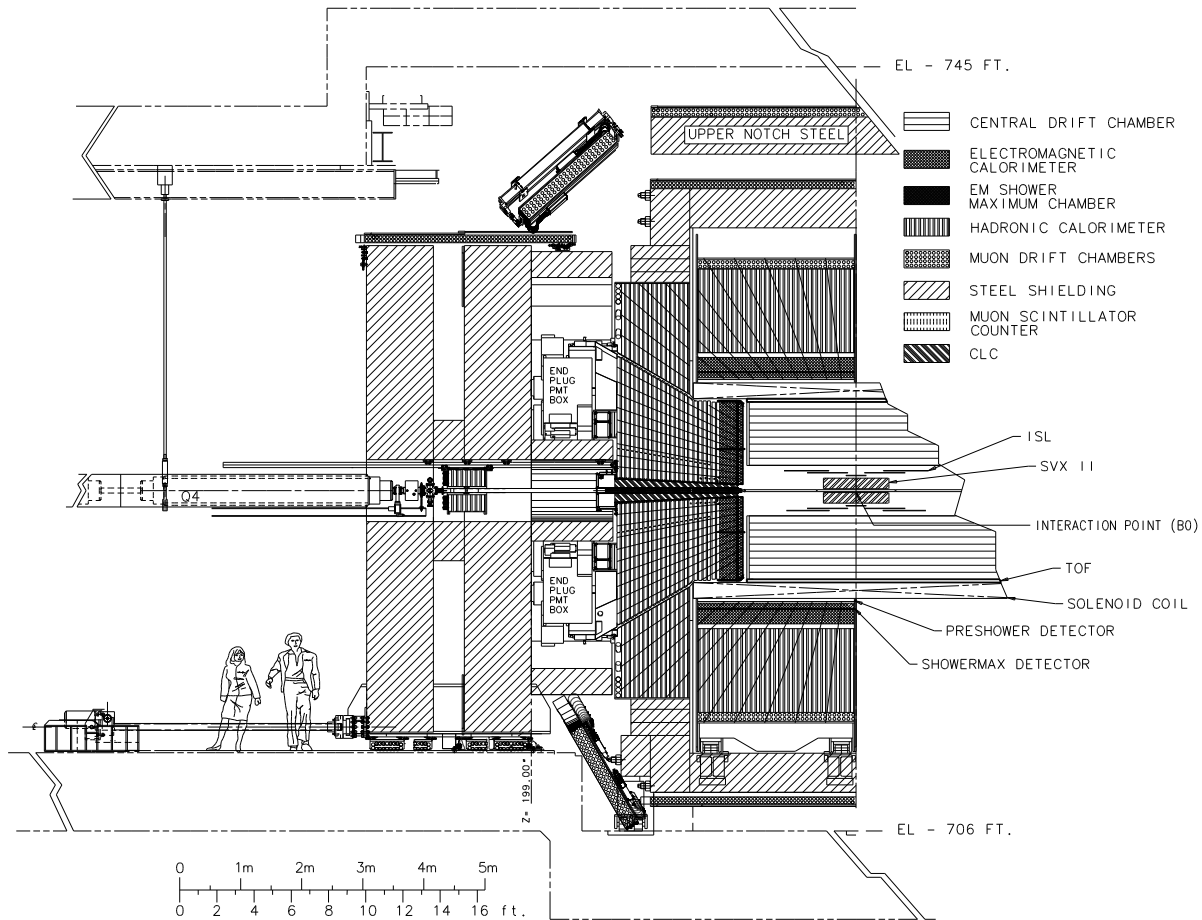 EL - 745 FT.
UPPER NOTCH STEEL
CENTRAL DRIFT CHAMBER
ELECTROMAGNETIC
CALORIMETER
EM SHOWER
MAXIMUM CHAMBER
HADRONIC CALORIMETER
MUON DRIFT CHAMBERS
STEEL SHIELDING
MUON SCINTILLATOR
COUNTER
CLC
END
PLUG
PMT
BOX
ISL
SVX II
Q4
INTERACTION POINT (B0)
END
PLUG
PMT
BOX
TOF
SOLENOID COIL
PRESHOWER DETECTOR
SHOWERMAX DETECTOR
Z= 199.00"
EL - 706 FT.
0 1m 2m 3m 4m 5m
0 2 4 6 8 10 12 14 16 ft.